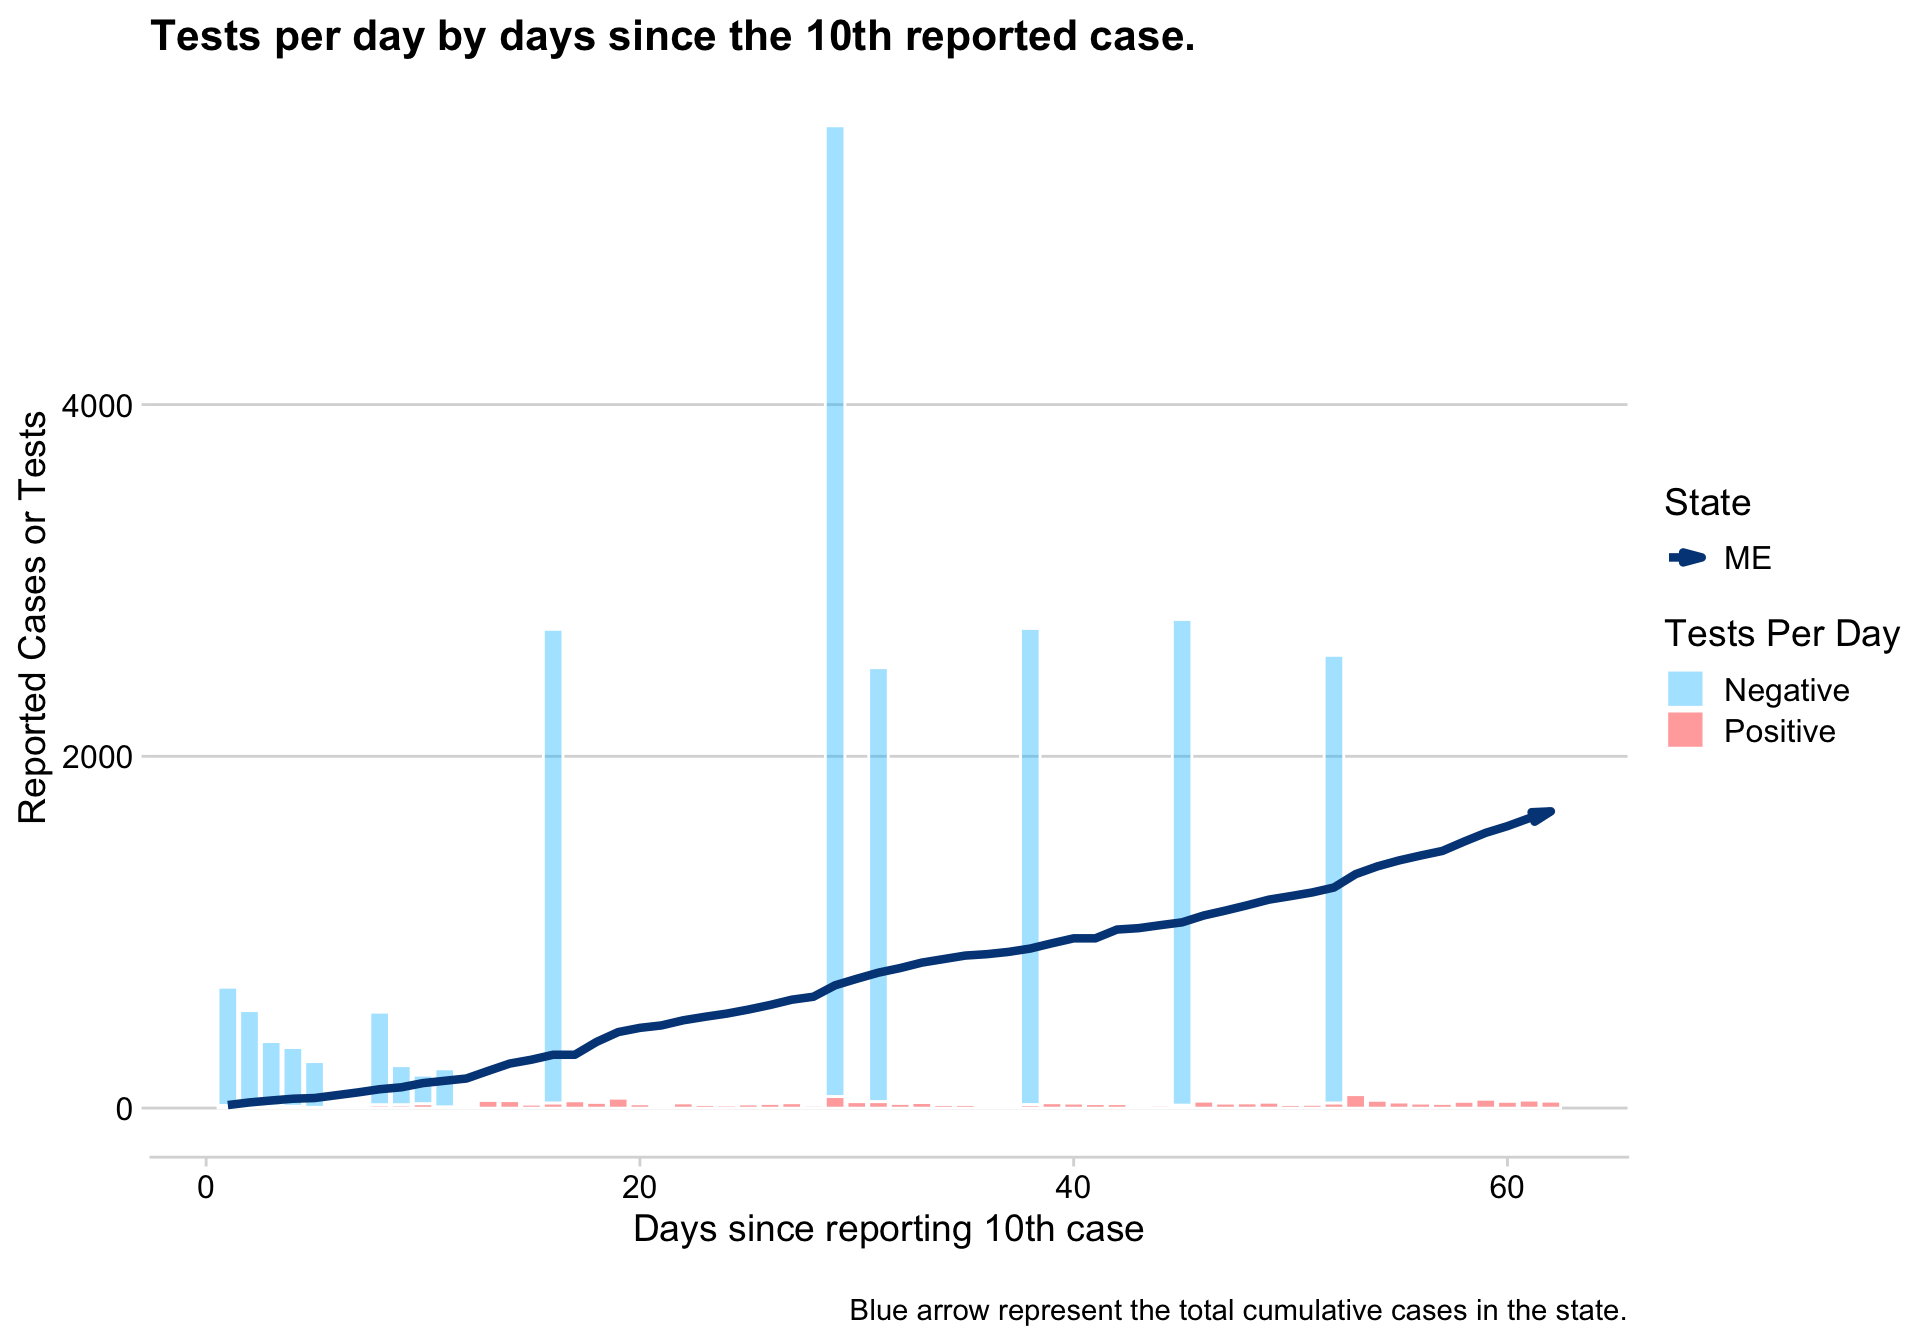 Tests per day by days since the 10th reported case.
Reported Cases or Tests
4000
2000
0
0
20
40
60
Days since reporting 10th case
State
ME
Tests Per Day
Negative
Positive
Blue arrow represent the total cumulative cases in the state.